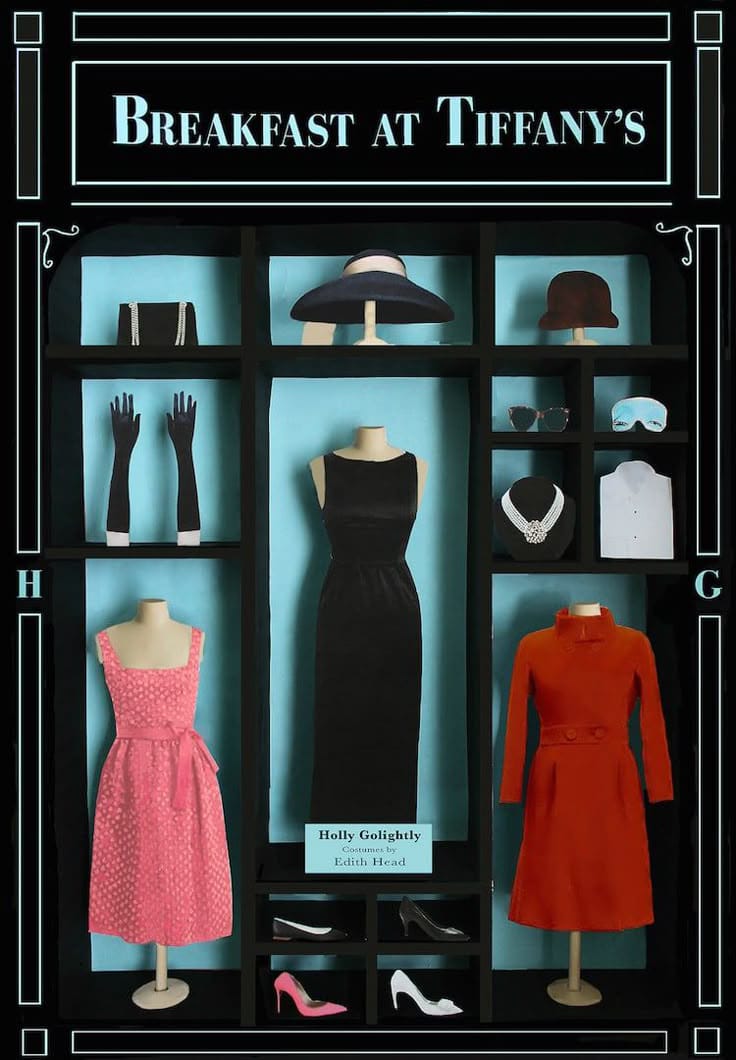 BREAKFAST AT TIFFANY'S
H
G
Holly Golightly
Costumes by
Edith Head